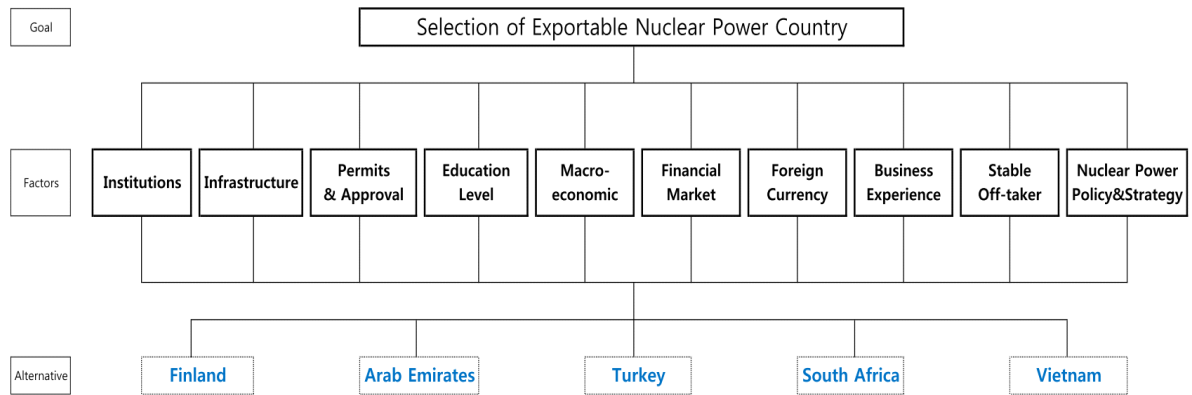 Goal
Selection of Exportable Nuclear Power Country
Factors
Institutions
Infrastructure
Permits
& Approval
Education
Level
Macro-
economic
Financial
Market
Foreign
Currency
Business
Experience
Stable
Off-taker
Nuclear Power
Policy&Strategy
Alternative
Finland
Arab Emirates
Turkey
South Africa
Vietnam